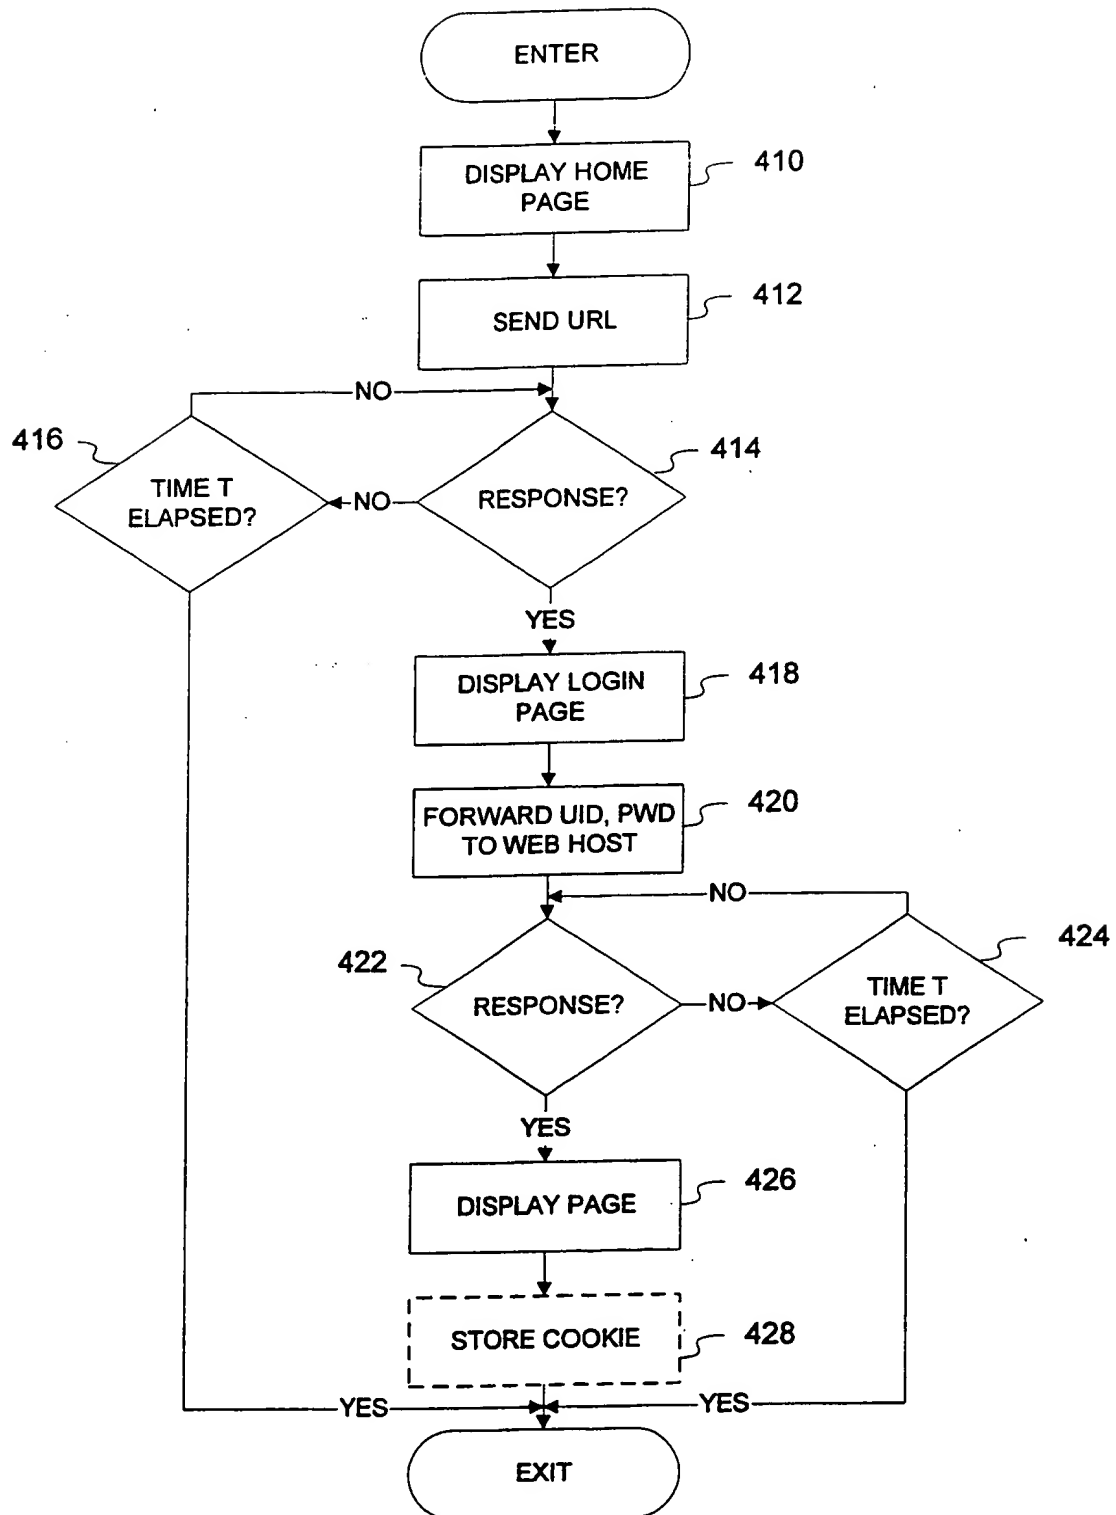 ENTER
DISPLAY HOME
PAGE
410
SEND URL
412
NO
416
TIME T
ELAPSED?
NO
RESPONSE?
414
YES
DISPLAY LOGIN
PAGE
418
FORWARD UID, PWD
TO WEB HOST
420
NO
422
RESPONSE?
NO
TIME T
ELAPSED?
424
YES
DISPLAY PAGE
426
STORE COOKIE
428
YES
YES
EXIT